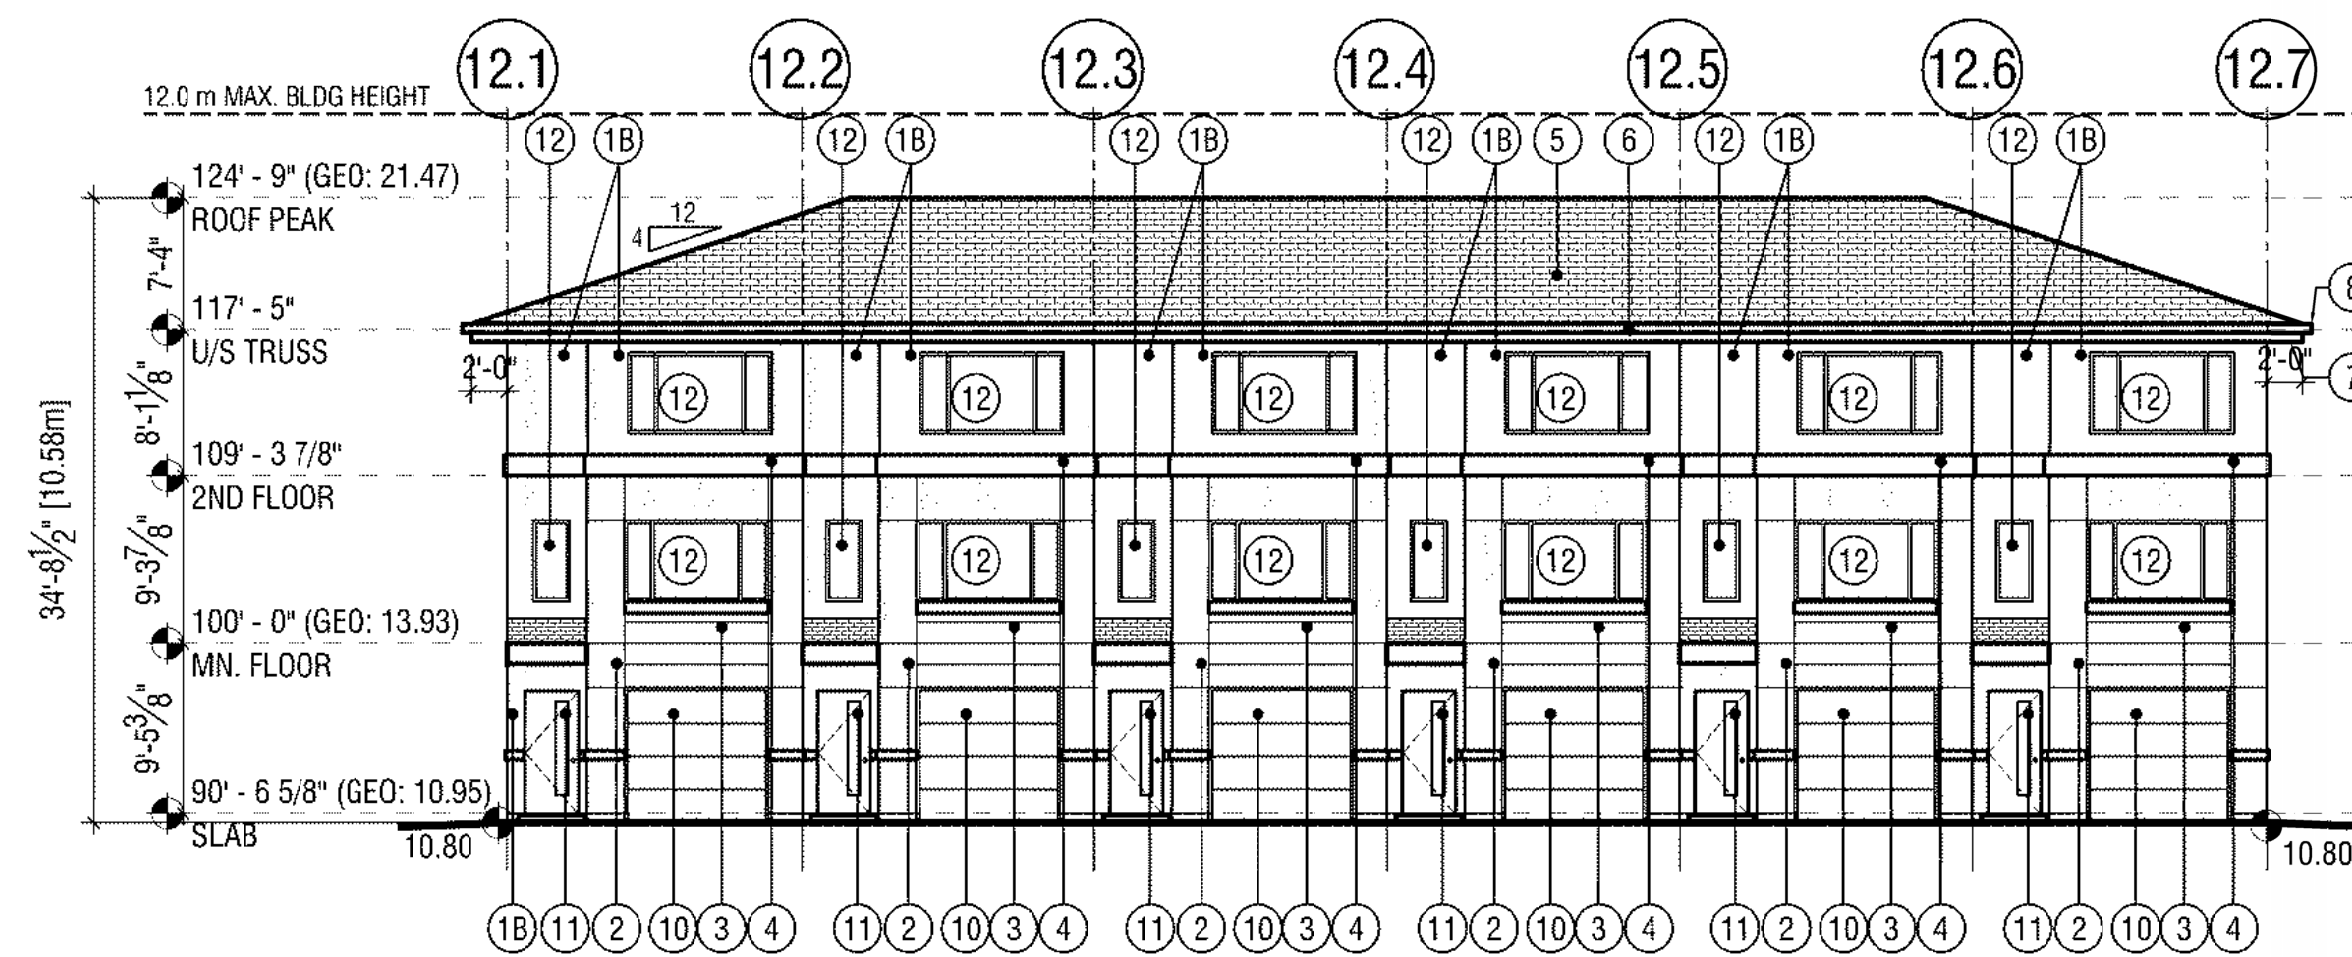 12.1 12.2 12.3 12.4 12.5 12.6 12.7
12.0 m MAX. BLDG HEIGHT
12 1B 12 1B 12 1B 12 1B 5 6 12 1B 12 1B
124' - 9" (GEO: 21.47)
ROOF PEAK
12
4
7'-4"
117' - 5"
U/S TRUSS
8
2'-0" 2'-0"
7
12 12 12 12 12 12
8'-1 1/8"
109' - 3 7/8"
2ND FLOOR
34'-8 1/2" [10.58m]
9'-3 7/8"
12 12 12 12 12 12
100' - 0" (GEO: 13.93)
MN. FLOOR
9'-5 3/8"
90' - 6 5/8" (GEO: 10.95)
SLAB
10.80 10.80
1B 11 2 10 3 4 11 2 10 3 4 11 2 10 3 4 11 2 10 3 4 11 2 10 3 4 11 2 10 3 4